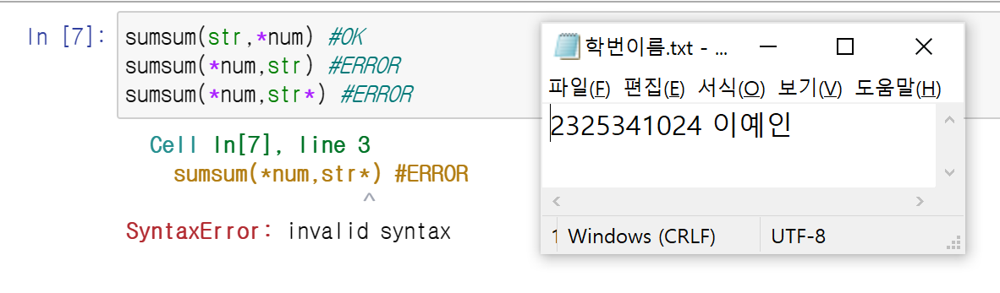 In [7]:
sumsum(str,*num) #OK
sumsum(*num,str) #ERROR
sumsum(*num,str*) #ERROR
Cell In[7], line 3
sumsum(*num,str*) #ERROR
^
SyntaxError: invalid syntax
학번이름.txt - ...
파일(F) 편집(E) 서식(O) 보기(V) 도움말(H)
2325341024 이예인
1 Windows (CRLF) UTF-8